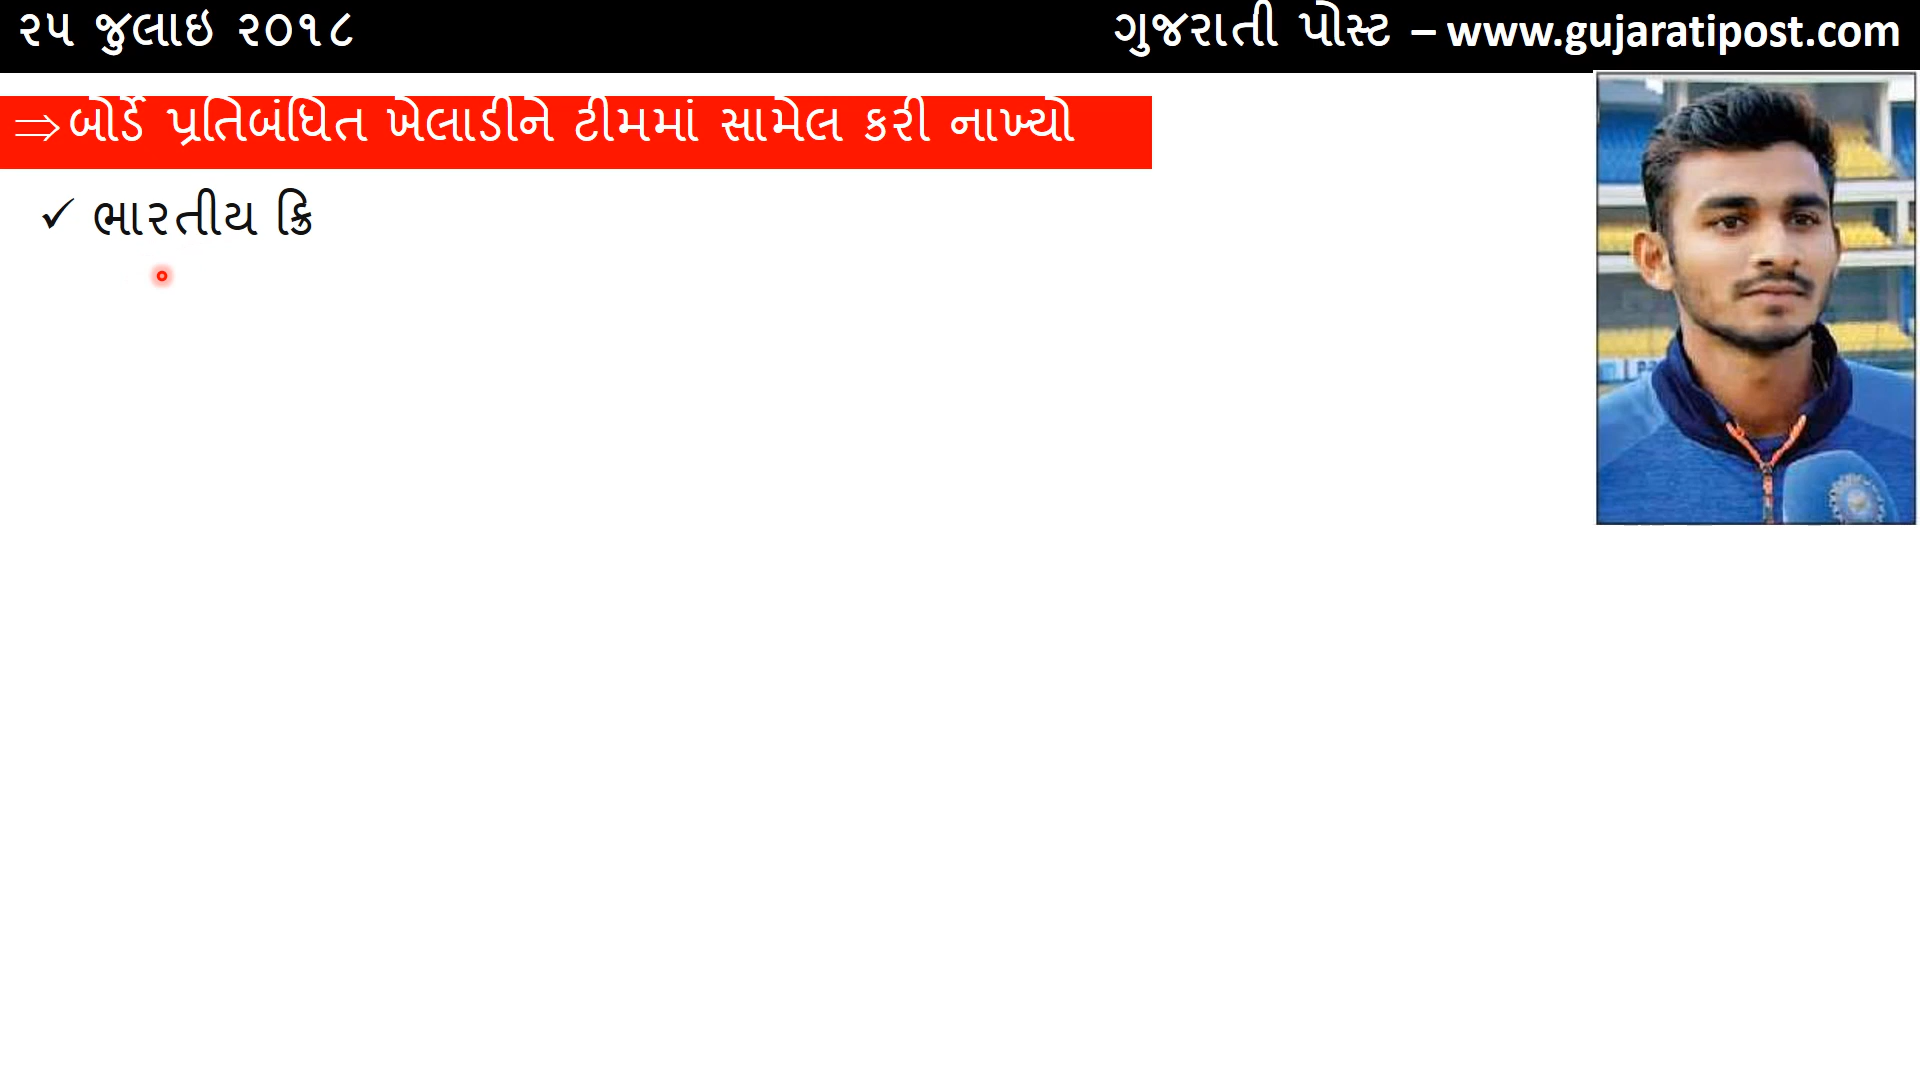 ૨૫ જુલાઇ ૨૦૧૮
ગુજરાતી પોસ્ટ – www.gujaratipost.com
⇒બોર્ડે પ્રતિબંધિત ખેલાડીને ટીમમાં સામેલ કરી નાખ્યો
✓ ભારતીય ક્રિ